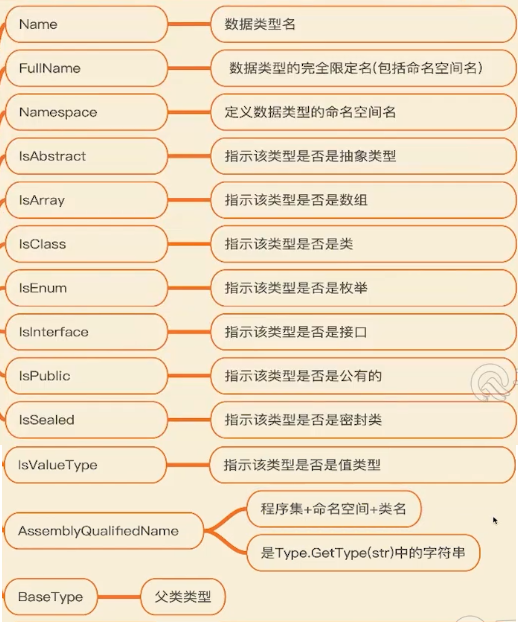 Name 数据类型名
FullName 数据类型的完全限定名(包括命名空间名)
Namespace 定义数据类型的命名空间名
IsAbstract 指示该类型是否是抽象类型
IsArray 指示该类型是否是数组
IsClass 指示该类型是否是类
IsEnum 指示该类型是否是枚举
IsInterface 指示该类型是否是接口
IsPublic 指示该类型是否是公有的
IsSealed 指示该类型是否是密封类
IsValueType 指示该类型是否是值类型
程序集+命名空间+类名
AssemblyQualifiedName
是Type.GetType(str)中的字符串
BaseType 父类类型